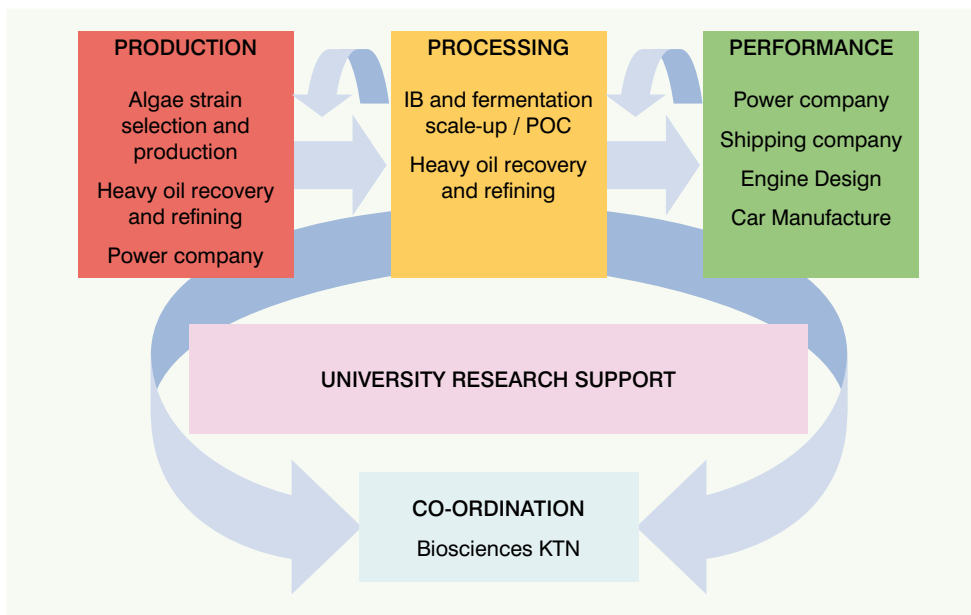 PRODUCTION
Algae strain
selection and
production
Heavy oil recovery
and refining
Power company
PROCESSING
IB and fermentation
scale-up / POC
Heavy oil recovery
and refining
PERFORMANCE
Power company
Shipping company
Engine Design
Car Manufacture
UNIVERSITY RESEARCH SUPPORT
CO-ORDINATION
Biosciences KTN